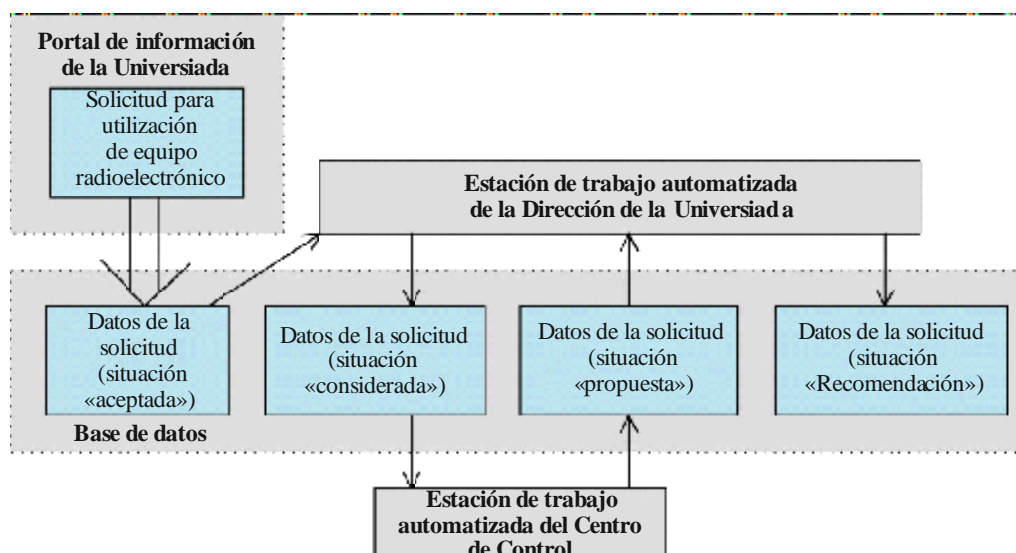 Portal de información
de la Universiada
Solicitud para
utilización
de equipo
radioelectrónico
Estación de trabajo automatizada
de la Dirección de la Universiada
Datos de la
solicitud
(situación
«aceptada»)
Datos de la solicitud
(situación
«considerada»)
Datos de la solicitud
(situación
«propuesta»)
Datos de la solicitud
(situación
«Recomendación»)
Base de datos
Estación de trabajo
automatizada del Centro
de Control